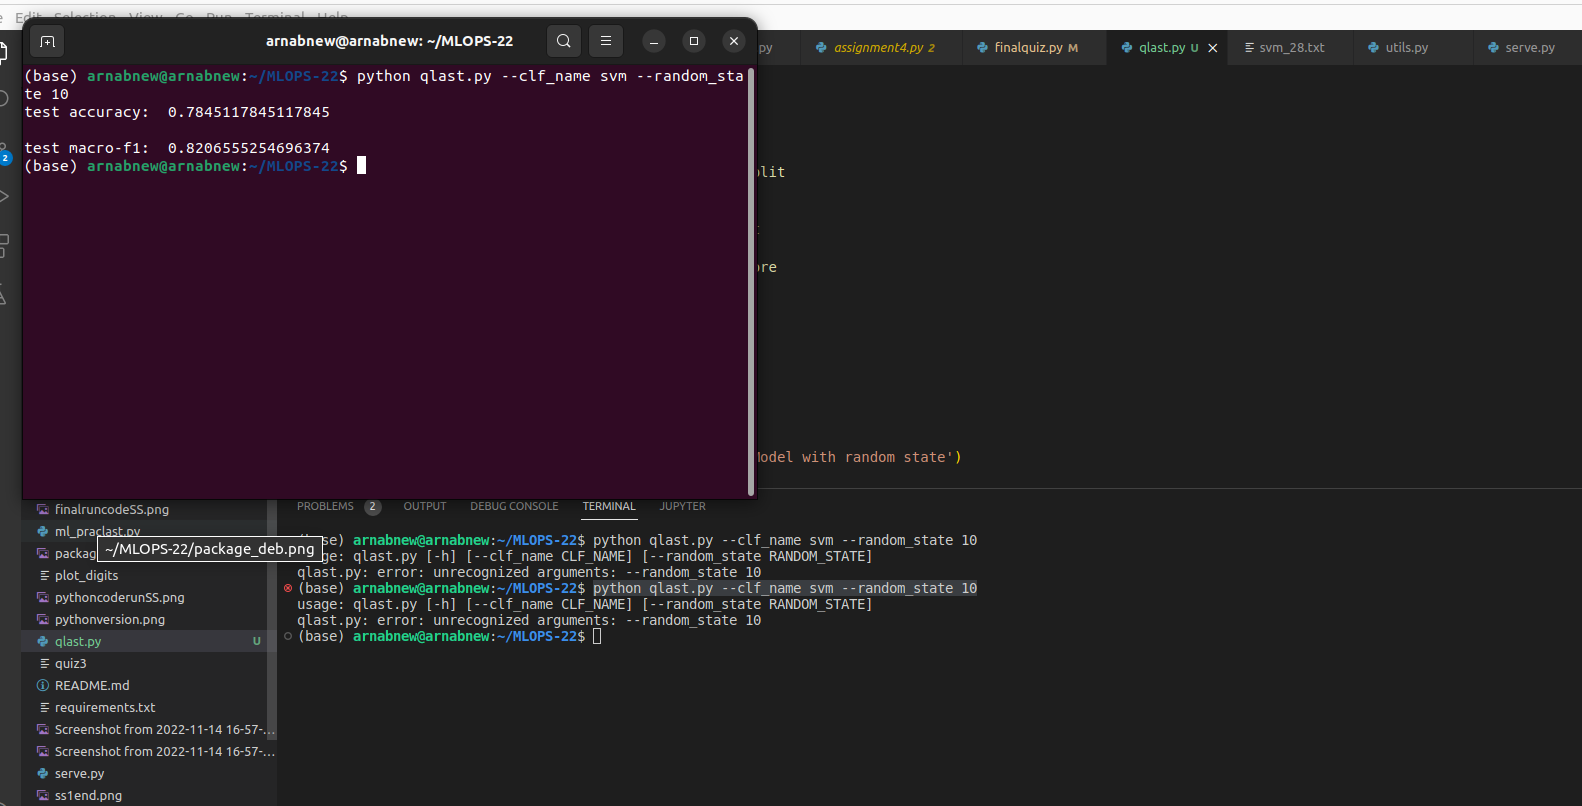 Edit Selection View Go Run Terminal Help
arnabnew@arnabnew: ~/MLOPS-22
(base) arnabnew@arnabnew:~/MLOPS-22$ python qlast.py --clf_name svm --random_sta
te 10
test accuracy:  0.7845117845117845
test macro-f1:  0.8206555254696374
(base) arnabnew@arnabnew:~/MLOPS-22$
py
assignment4.py 2
finalquiz.py M
qlast.py U
svm_28.txt
utils.py
serve.py
2
plit
ore
Model with random state')
finalruncodeSS.png
ml_praclast.py
packag
~/MLOPS-22/package_deb.png
plot_digits
pythoncoderunSS.png
pythonversion.png
qlast.py U
quiz3
README.md
requirements.txt
Screenshot from 2022-11-14 16-57-...
Screenshot from 2022-11-14 16-57-...
serve.py
ss1end.png
PROBLEMS 2 OUTPUT DEBUG CONSOLE TERMINAL JUPYTER
se) arnabnew@arnabnew:~/MLOPS-22$ python qlast.py --clf_name svm --random_state 10
ge: qlast.py [-h] [--clf_name CLF_NAME] [--random_state RANDOM_STATE]
qlast.py: error: unrecognized arguments: --random_state 10
(base) arnabnew@arnabnew:~/MLOPS-22$ python qlast.py --clf_name svm --random_state 10
usage: qlast.py [-h] [--clf_name CLF_NAME] [--random_state RANDOM_STATE]
qlast.py: error: unrecognized arguments: --random_state 10
(base) arnabnew@arnabnew:~/MLOPS-22$